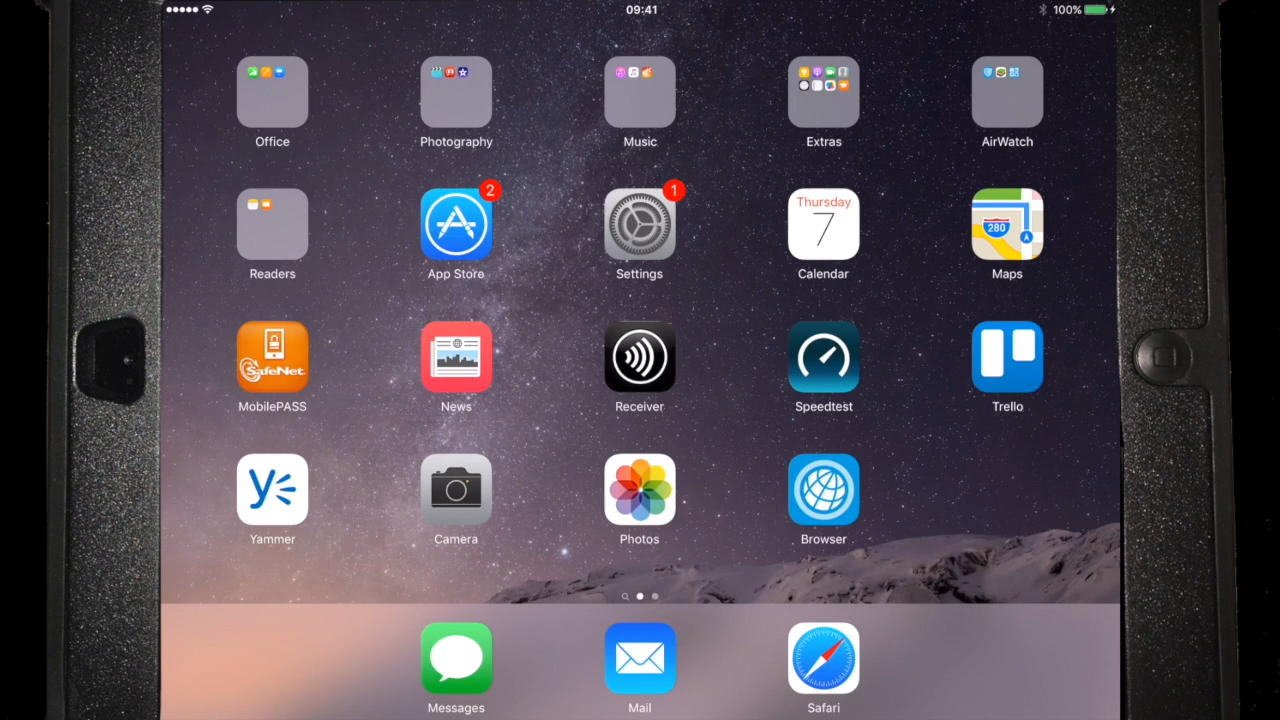 09:41
100%
Office
Photography
Music
Extras
AirWatch
Readers
2
App Store
1
Settings
Thursday
7
Calendar
280
Maps
SafeNet.
MobilePASS
News
Receiver
Speedtest
Trello
y
Yammer
Camera
Photos
Browser
Messages
Mail
Safari